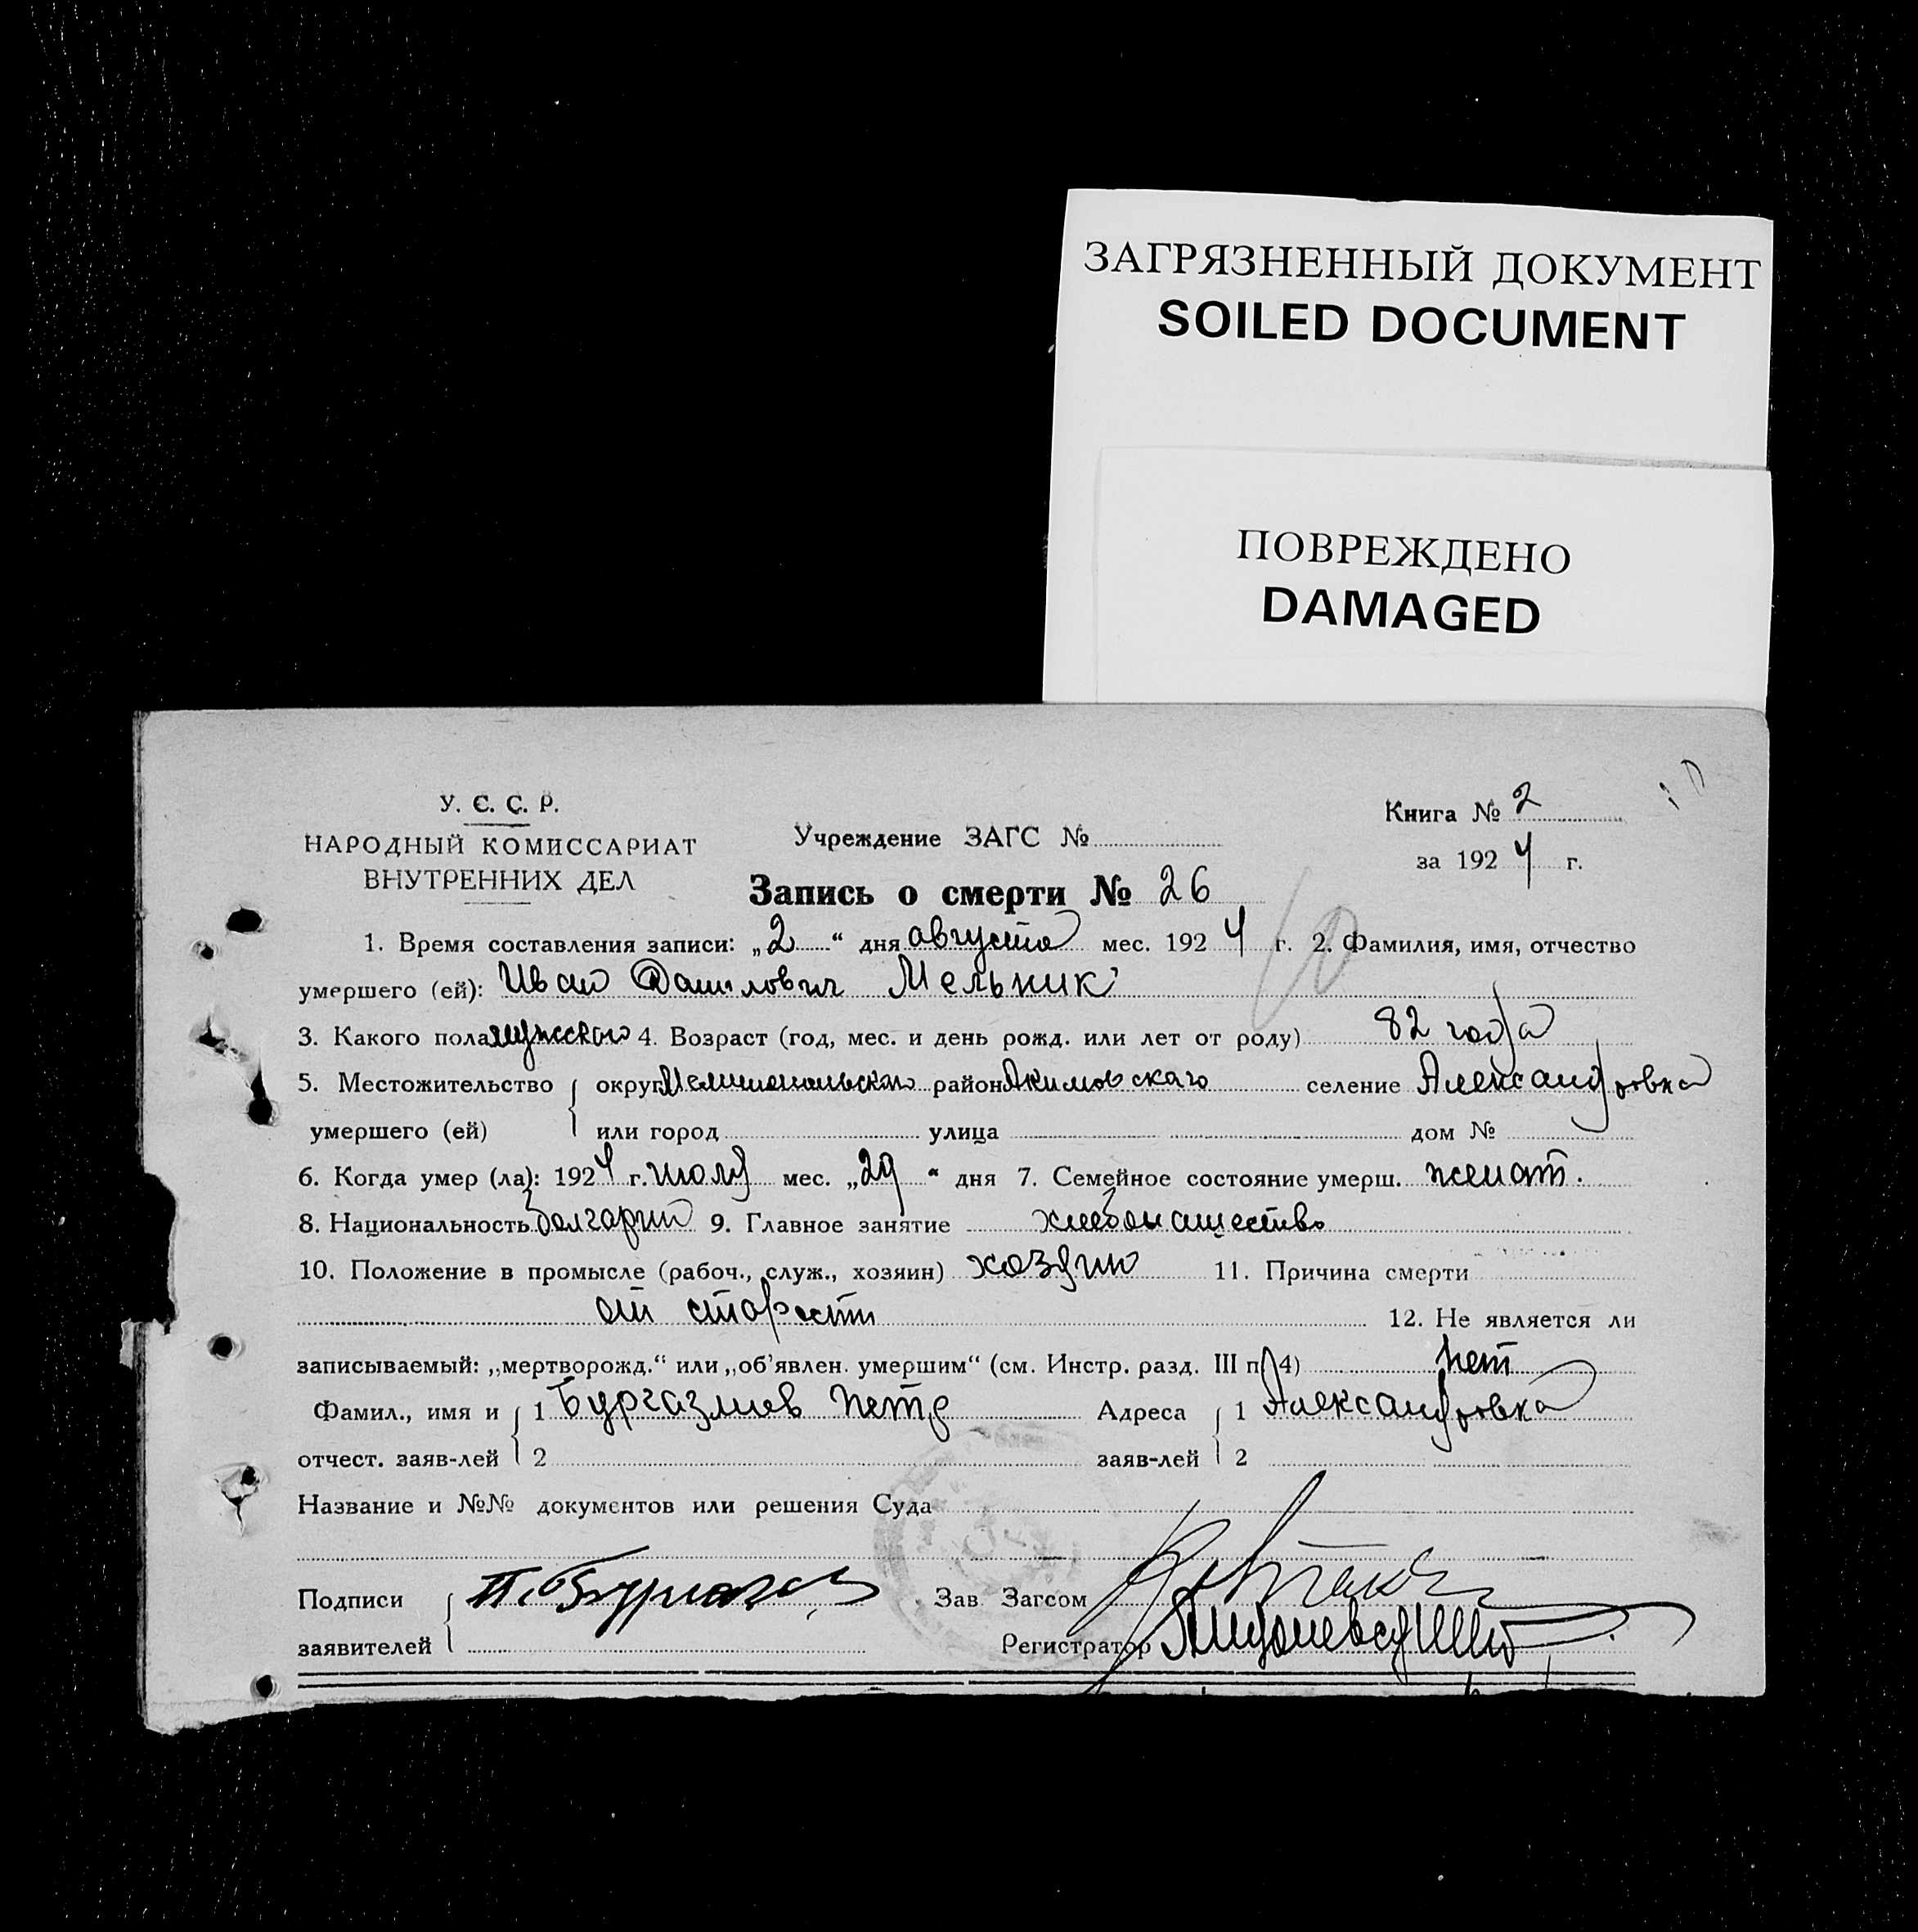 ЗАГРЯЗНЕННЫЙ ДОКУМЕНТ
SOILED DOCUMENT
ПОВРЕЖДЕНО
DAMAGED
У. С. С. Р.
НАРОДНЫЙ КОМИССАРИАТ
ВНУТРЕННИХ ДЕЛ
Учреждение ЗАГС №
Книга № 2
за 1924 г.
Запись о смерти № 26
1. Время составления записи: „2“ дня августа мес. 1924 г. 2. Фамилия, имя, отчество
умершего (ей): Иван Данилович Мельник
3. Какого пола мужского 4. Возраст (год, мес. и день рожд. или лет от роду) 82 года
5. Местожительство округ Мелитопольского район Акимовскаго селение Александровка
умершего (ей) или город улица дом №
6. Когда умер (ла): 1924 г. июля мес. „29“ дня 7. Семейное состояние умерш. женат.
8. Национальность болгарин 9. Главное занятие хлебопашество
10. Положение в промысле (рабоч., служ., хозяин) хозяин 11. Причина смерти
от старости 12. Не является ли
записываемый: „мертворожд.“ или „об'явлен. умершим“ (см. Инстр. разд. III п. 4) нет
Фамил., имя и 1 Бургазлиев Петр Адреса 1 Александровка
отчест. заяв-лей 2 заяв-лей 2
Название и №№ документов или решения Суда
Подписи П. Зав. Загсом
заявителей Регистратор